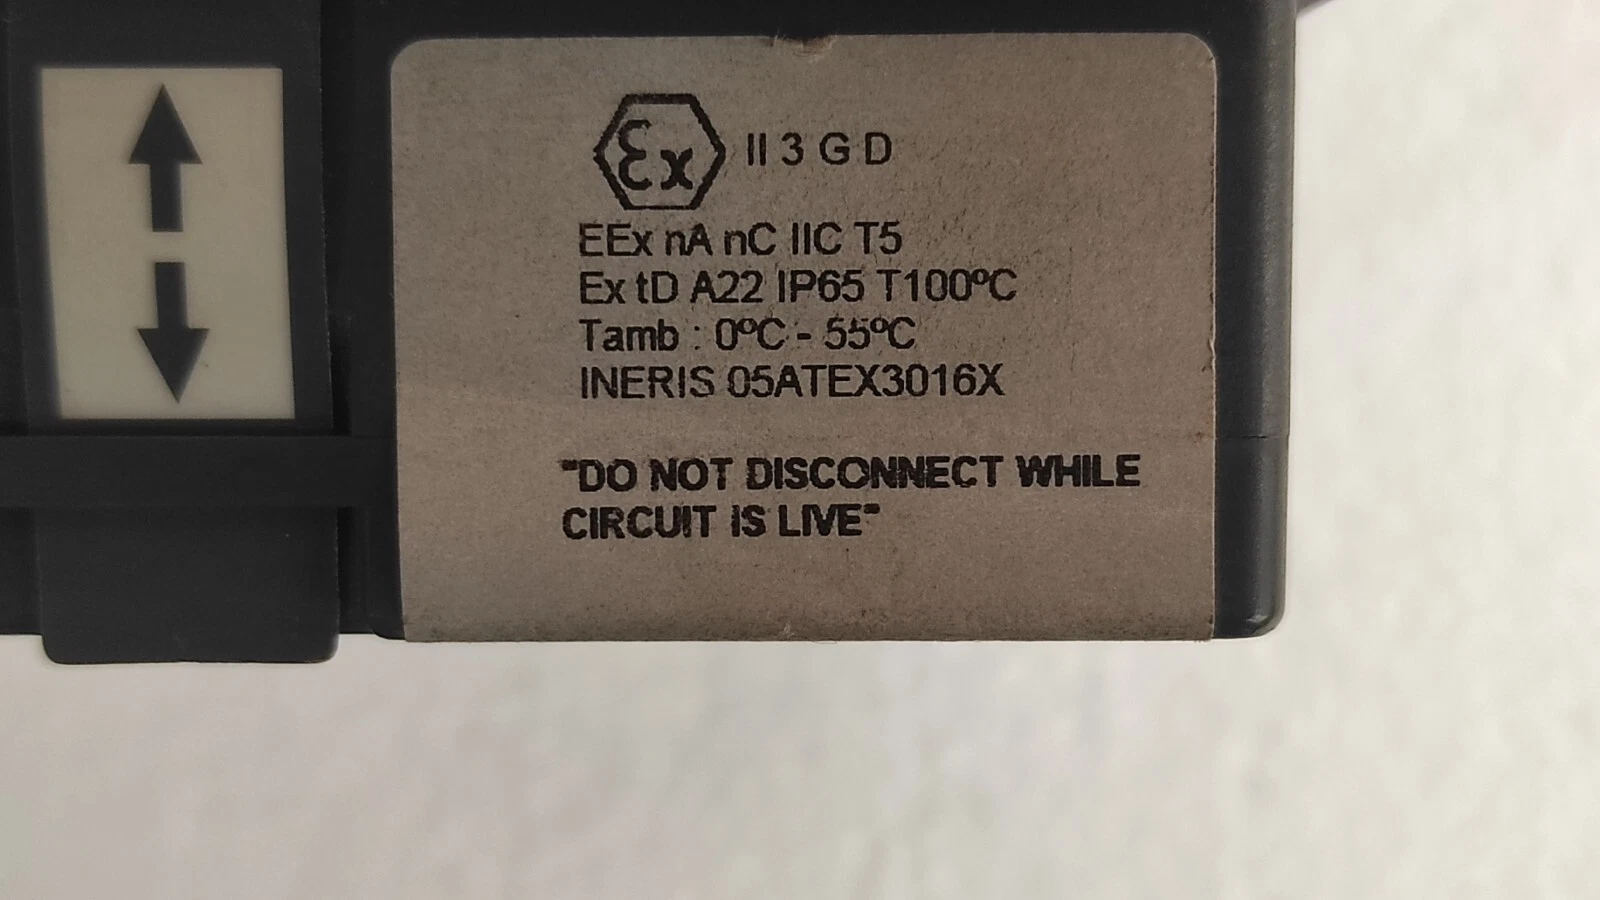 Ex II 3 G D
EEx nA nC IIC T5
Ex tD A22 IP65 T100ºC
Tamb : 0ºC - 55ºC
INERIS 05ATEX3016X
"DO NOT DISCONNECT WHILE
CIRCUIT IS LIVE"